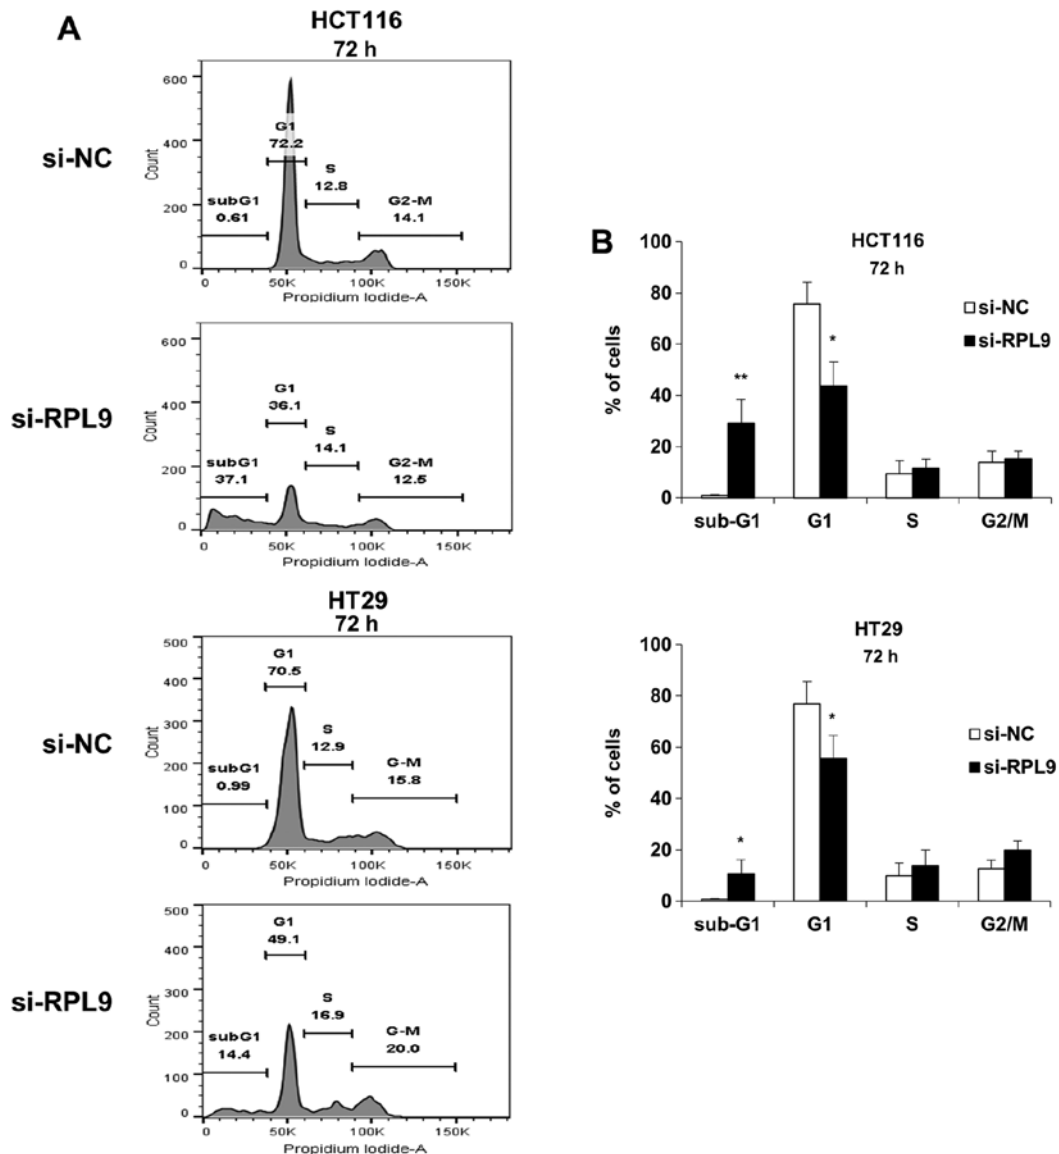 A
HCT116
72 h
si-NC
Count
600
400
200
0
G1
72.2
S
12.8
subG1
0.61
G2-M
14.1
0 50K 100K 150K
Propidium Iodide-A
si-RPL9
Count
600
400
200
0
G1
36.1
S
14.1
subG1
37.1
G2-M
12.5
0 50K 100K 150K
Propidium Iodide-A
HT29
72 h
si-NC
Count
500
400
300
200
100
0
G1
70.5
S
12.9
subG1
0.99
G-M
15.8
0 50K 100K 150K
Propidium Iodide-A
si-RPL9
Count
500
400
300
200
100
0
G1
49.1
S
16.9
subG1
14.4
G-M
20.0
0 50K 100K 150K
Propidium Iodide-A
B
HCT116
72 h
% of cells
100
80
60
40
20
0
si-NC
si-RPL9
**
*
sub-G1 G1 S G2/M
HT29
72 h
% of cells
100
80
60
40
20
0
si-NC
si-RPL9
*
*
sub-G1 G1 S G2/M